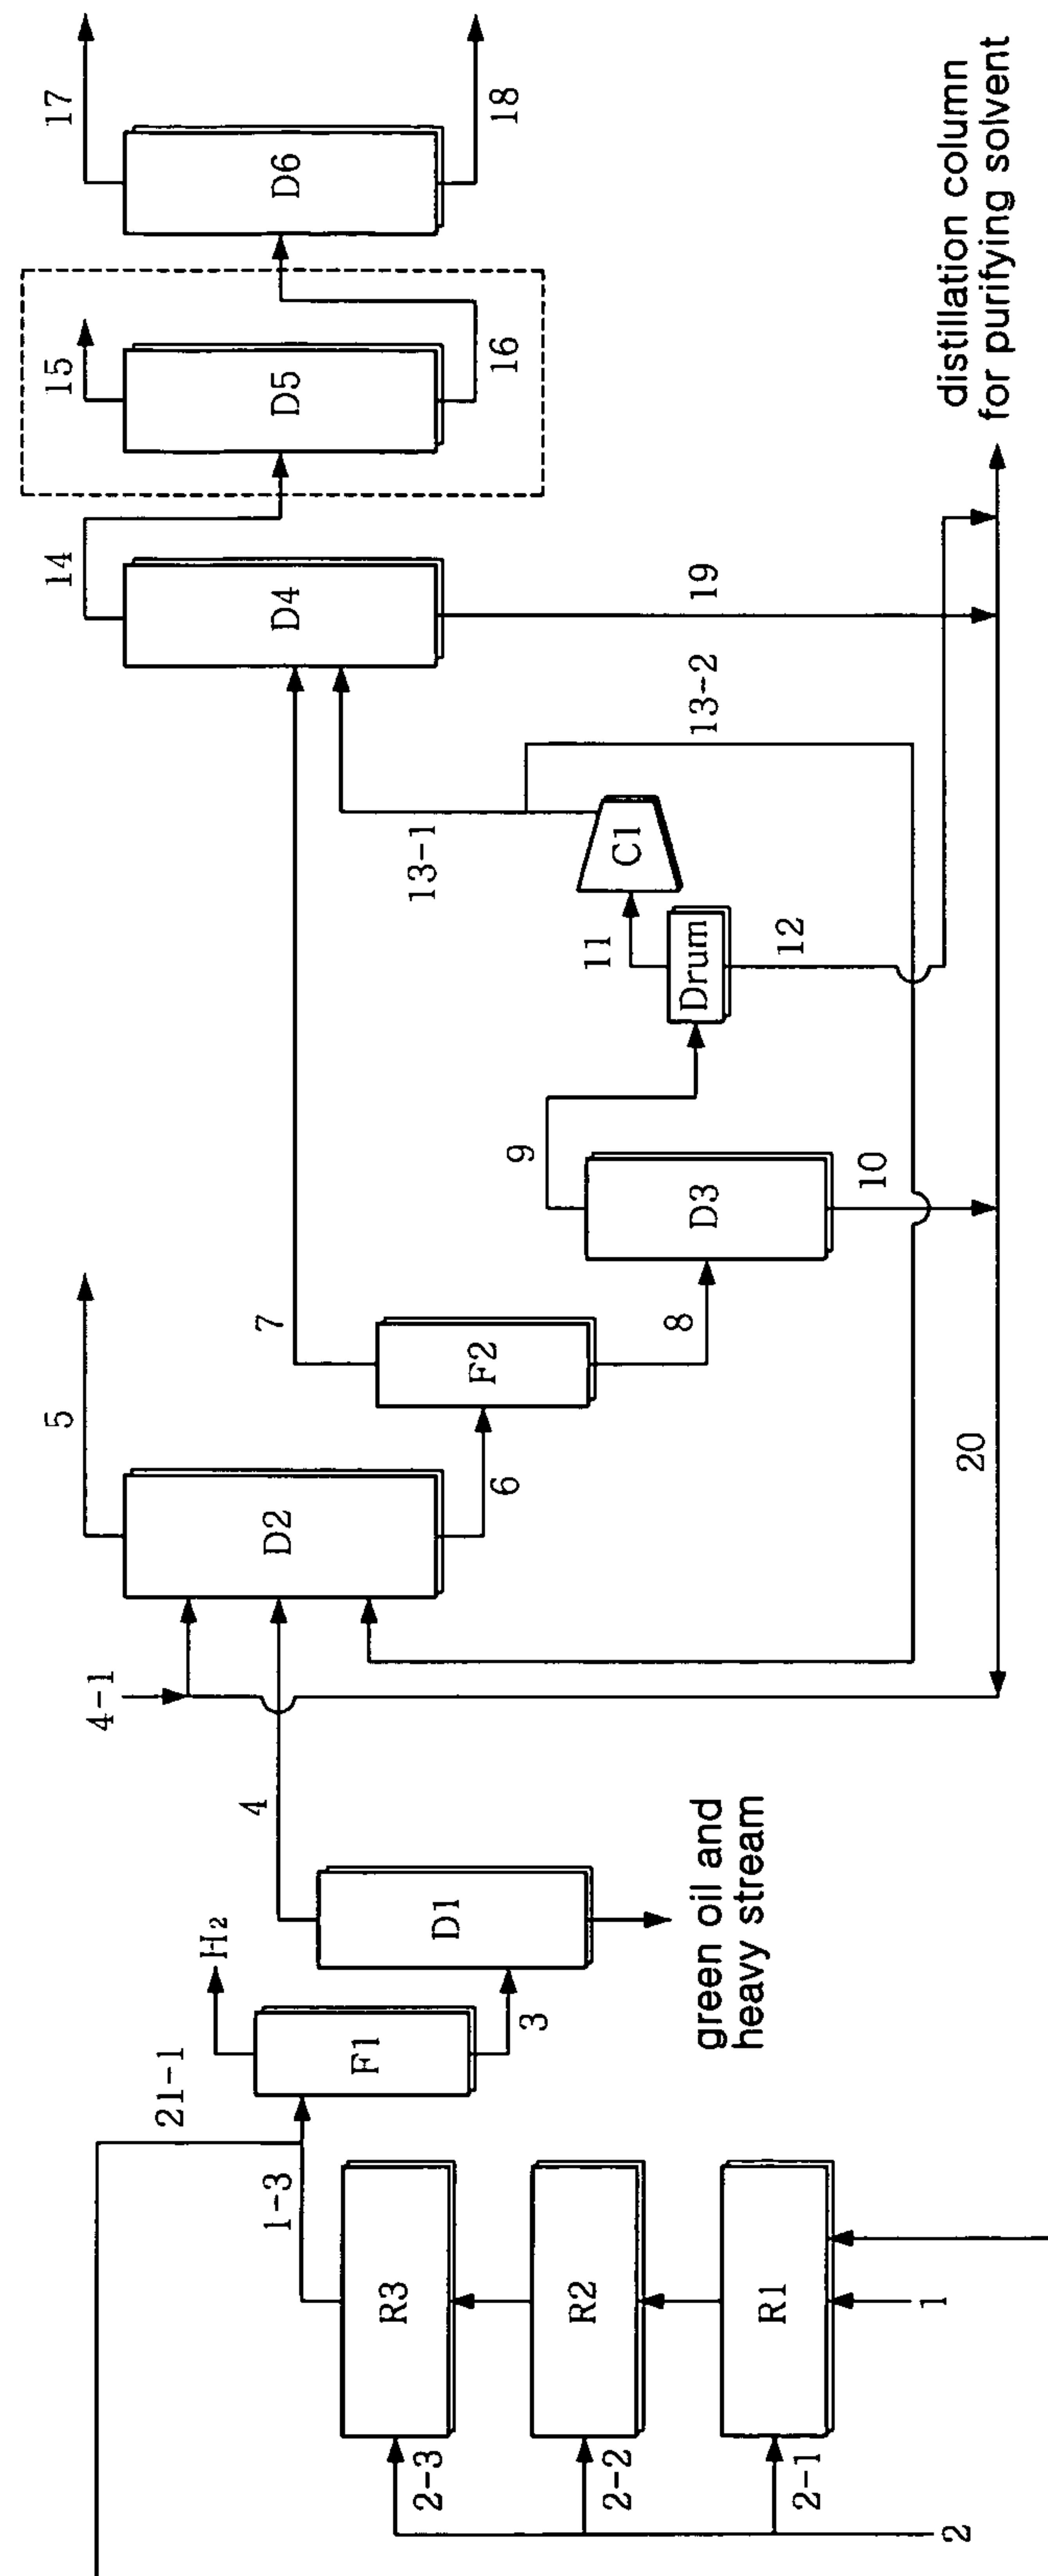 2
2-1
2-2
2-3
1
R1
R2
R3
1-3
21-1
F1
H₂
3
D1
green oil and
heavy stream
4
4-1
D2
5
6
F2
7
8
D3
9
10
Drum
11
12
C1
13-1
13-2
D4
14
19
20
D5
15
16
D6
17
18
distillation column
for purifying solvent